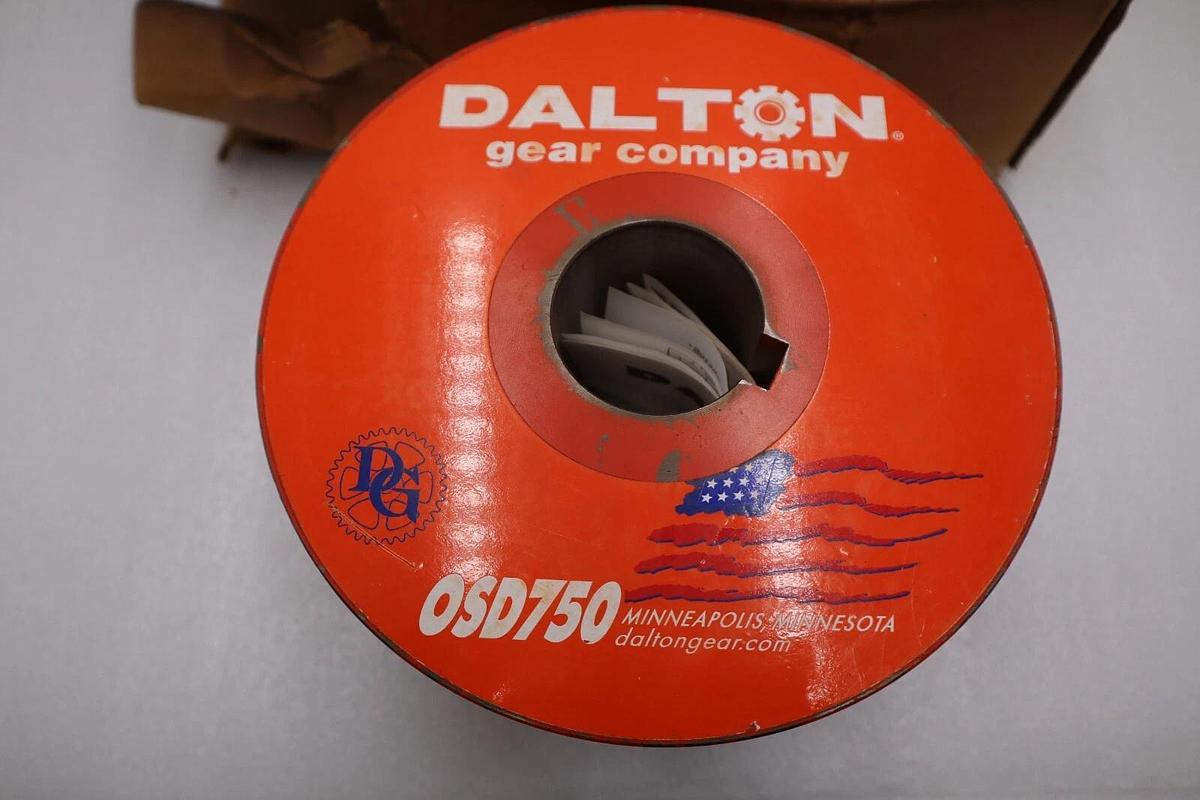 DALTON®
gear company
DG
OSD750
MINNEAPOLIS, MINNESOTA
daltongear.com